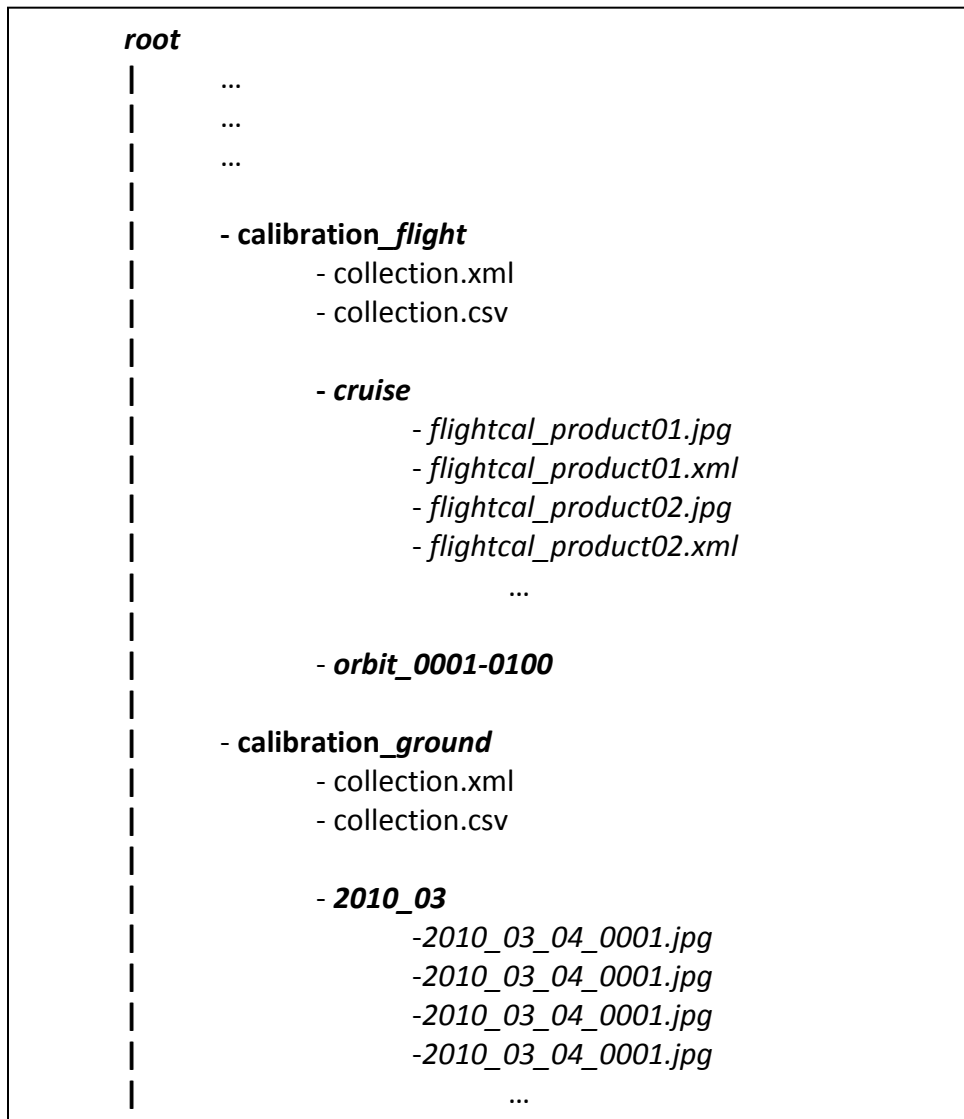 root
| ...
| ...
| ...
|
| - calibration_flight
| - collection.xml
| - collection.csv
|
| - cruise
| - flightcal_product01.jpg
| - flightcal_product01.xml
| - flightcal_product02.jpg
| - flightcal_product02.xml
| ...
|
| - orbit_0001-0100
|
| - calibration_ground
| - collection.xml
| - collection.csv
|
| - 2010_03
| -2010_03_04_0001.jpg
| -2010_03_04_0001.jpg
| -2010_03_04_0001.jpg
| -2010_03_04_0001.jpg
| ...